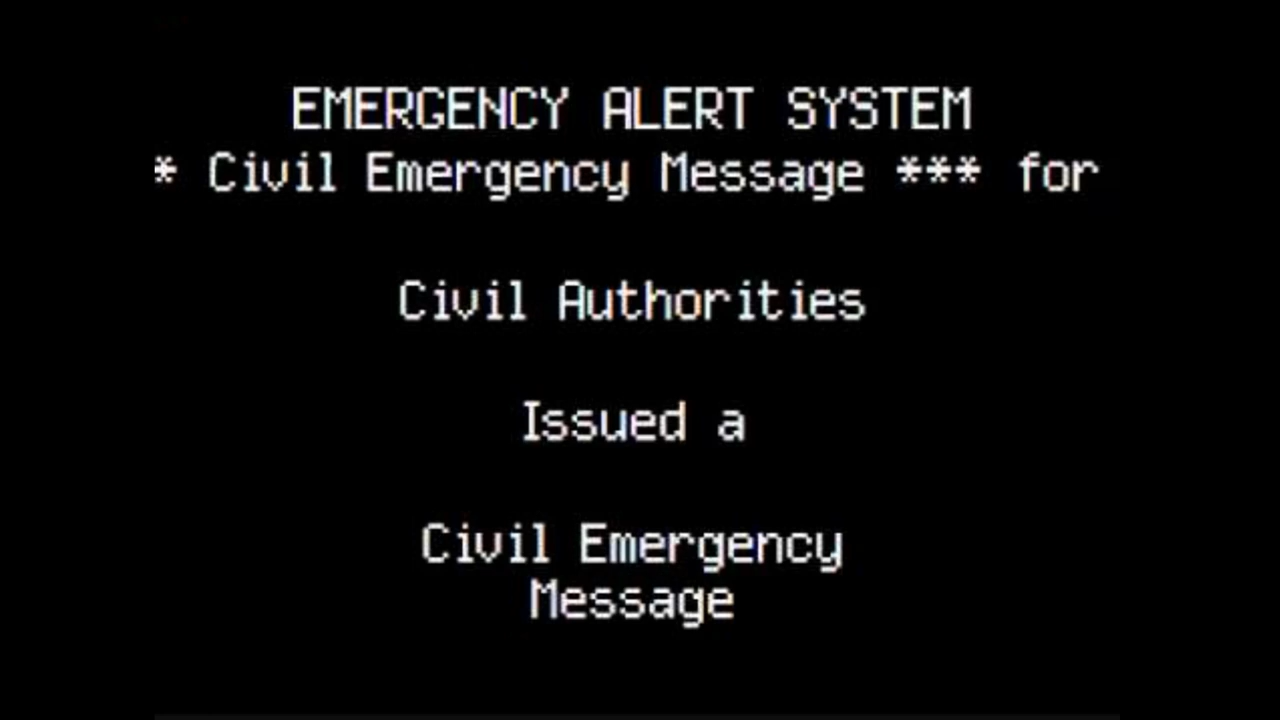 EMERGENCY ALERT SYSTEM
* Civil Emergency Message *** for
Civil Authorities
Issued a
Civil Emergency
Message